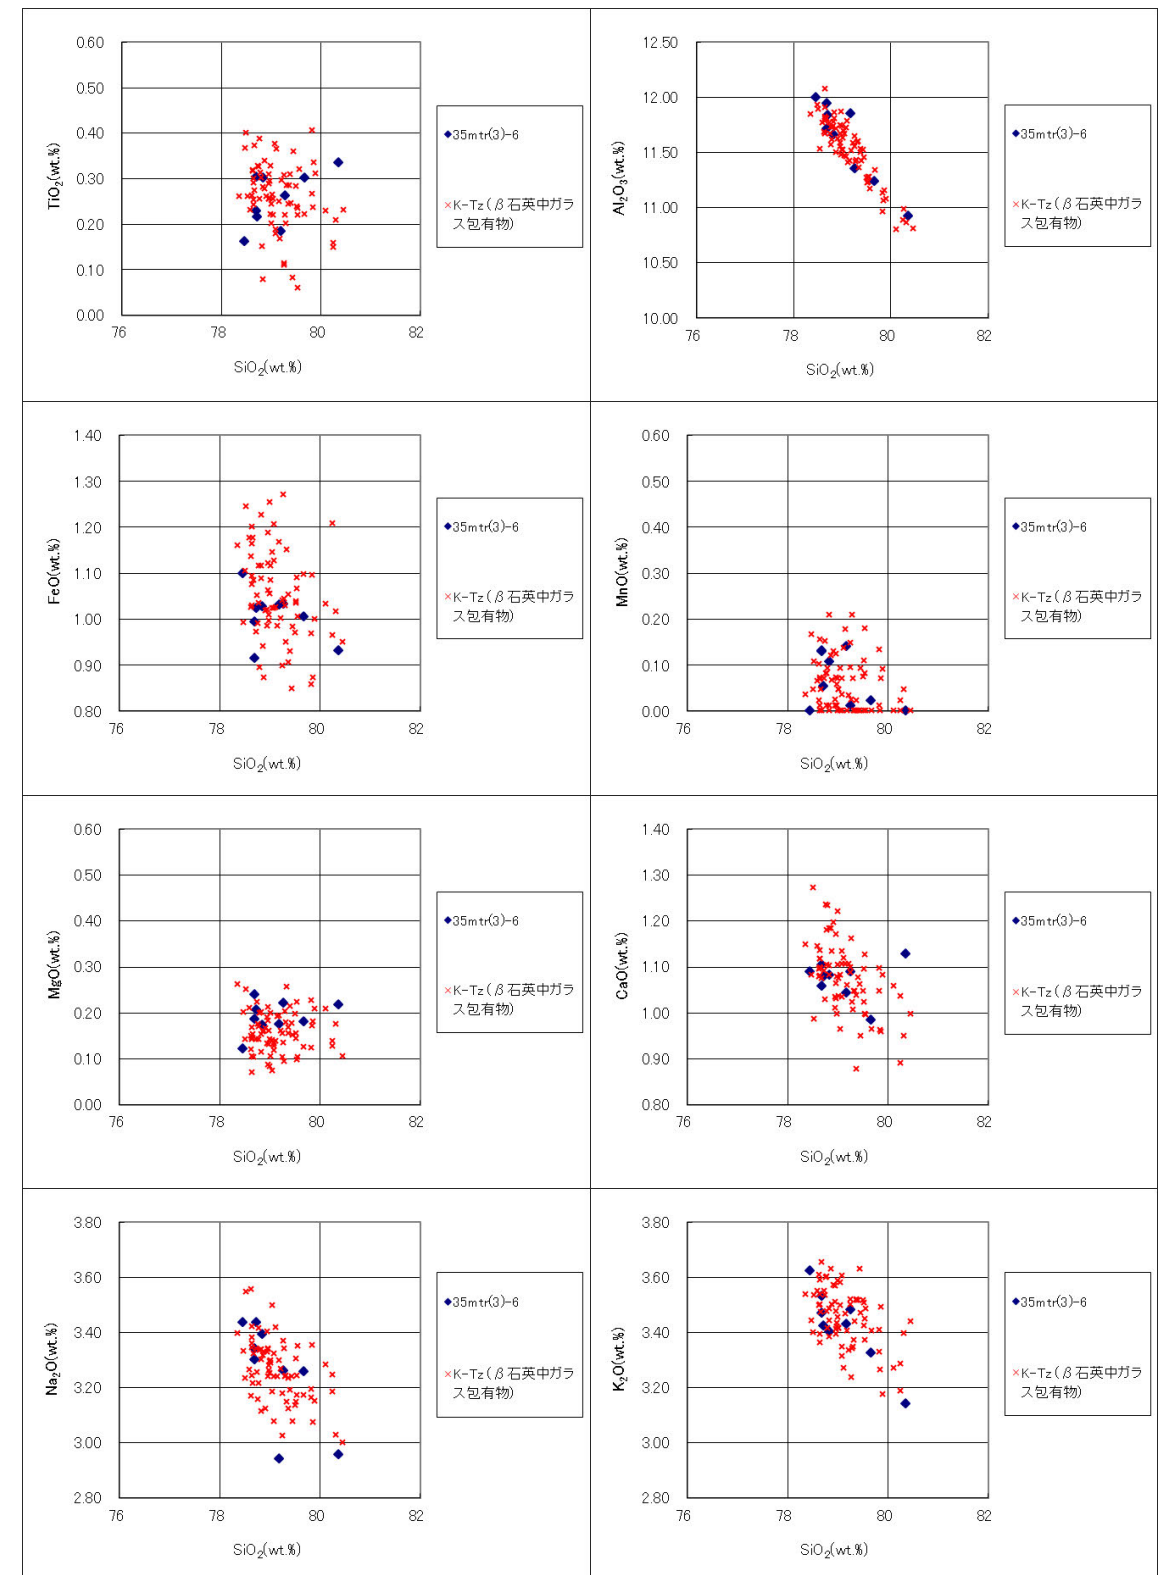 0.60
0.50
0.40
0.30
0.20
0.10
0.00
TiO2(wt.%)
76
78
80
82
SiO2(wt.%)
35mtr(3)-6
K-Tz(β石英中ガラ
ス包有物)
12.50
12.00
11.50
11.00
10.50
10.00
Al2O3(wt.%)
76
78
80
82
SiO2(wt.%)
35mtr(3)-6
K-Tz(β石英中ガラ
ス包有物)
1.40
1.30
1.20
1.10
1.00
0.90
0.80
FeO(wt.%)
76
78
80
82
SiO2(wt.%)
35mtr(3)-6
K-Tz(β石英中ガラ
ス包有物)
0.60
0.50
0.40
0.30
0.20
0.10
0.00
MnO(wt.%)
76
78
80
82
SiO2(wt.%)
35mtr(3)-6
K-Tz(β石英中ガラ
ス包有物)
0.60
0.50
0.40
0.30
0.20
0.10
0.00
MgO(wt.%)
76
78
80
82
SiO2(wt.%)
35mtr(3)-6
K-Tz(β石英中ガラ
ス包有物)
1.40
1.30
1.20
1.10
1.00
0.90
0.80
CaO(wt.%)
76
78
80
82
SiO2(wt.%)
35mtr(3)-6
K-Tz(β石英中ガラ
ス包有物)
3.80
3.60
3.40
3.20
3.00
2.80
Na2O(wt.%)
76
78
80
82
SiO2(wt.%)
35mtr(3)-6
K-Tz(β石英中ガラ
ス包有物)
3.80
3.60
3.40
3.20
3.00
2.80
K2O(wt.%)
76
78
80
82
SiO2(wt.%)
35mtr(3)-6
K-Tz(β石英中ガラ
ス包有物)